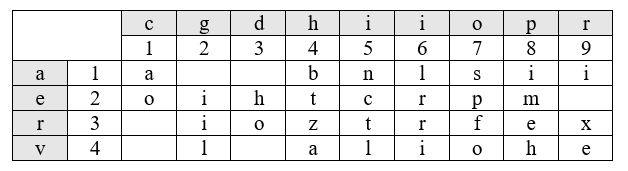 c g d h i i o p r
1 2 3 4 5 6 7 8 9
a 1 a b n l s i i
e 2 o i h t c r p m
r 3 i o z t r f e x
v 4 l a l i o h e